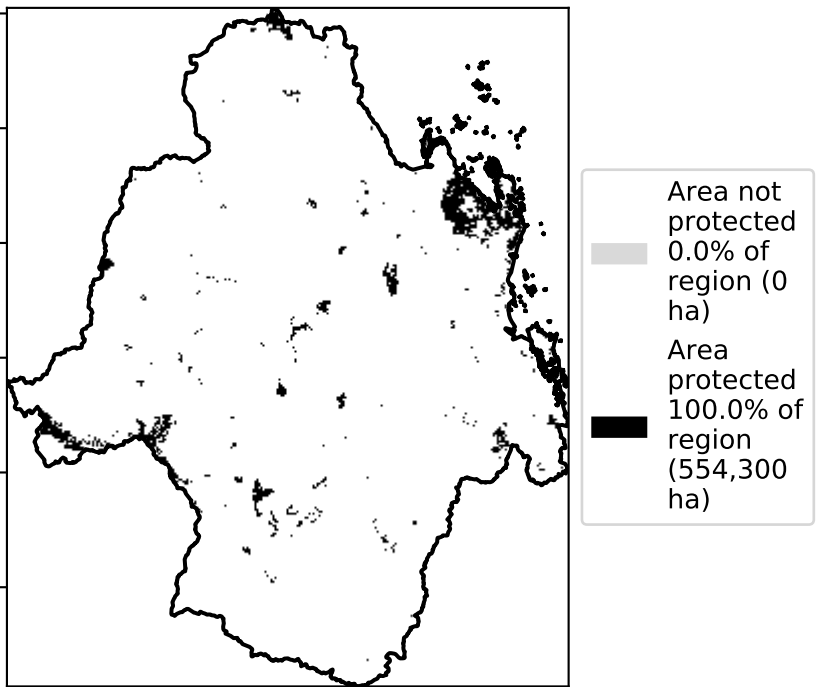 Area not
protected
0.0% of
region (0
ha)
Area
protected
100.0% of
region
(554,300
ha)